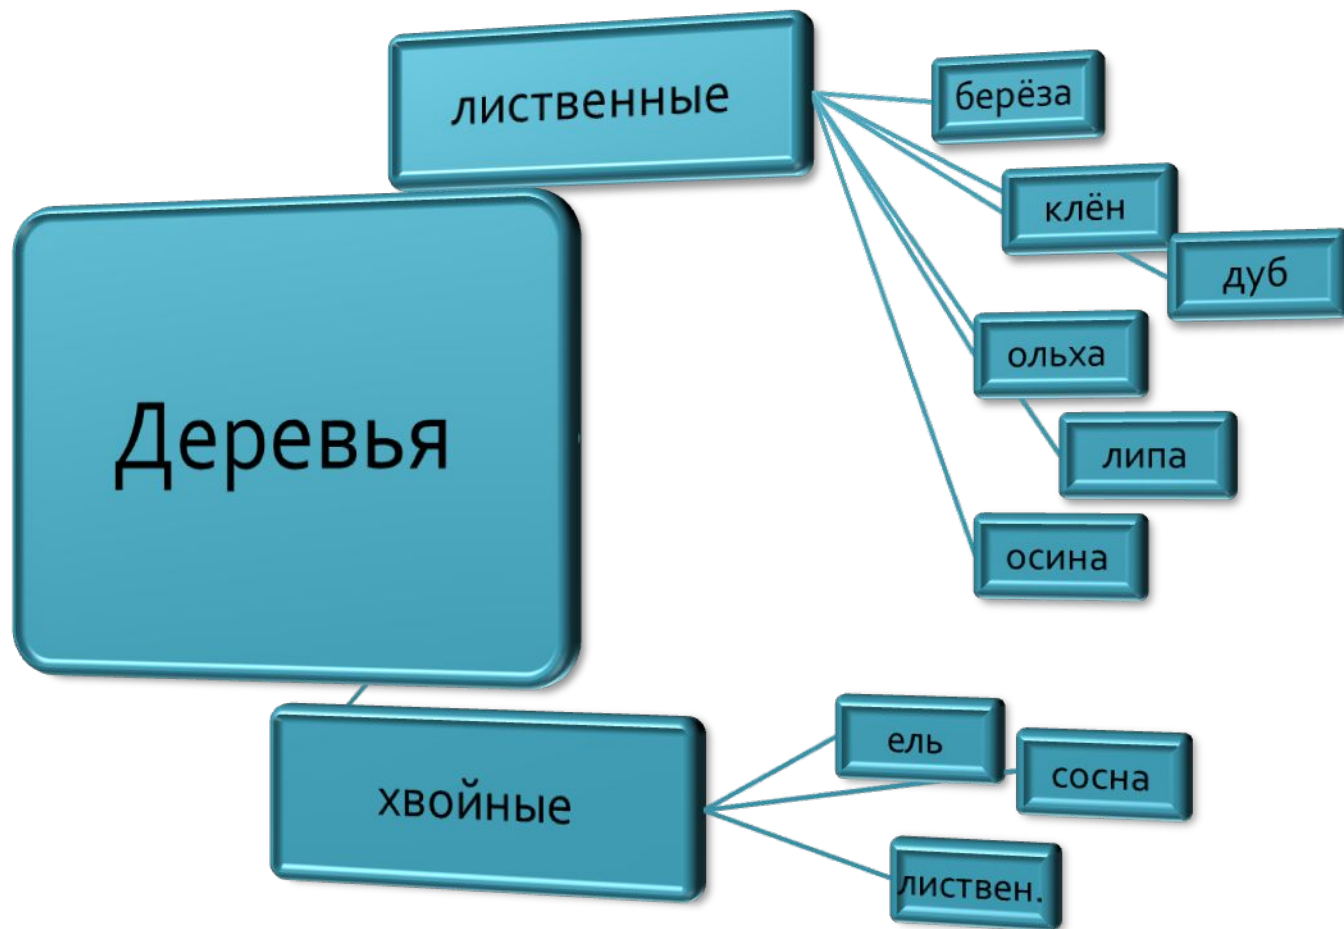 лиственные
берёза
клён
дуб
ольха
липа
осина
Деревья
хвойные
ель
сосна
листвен.